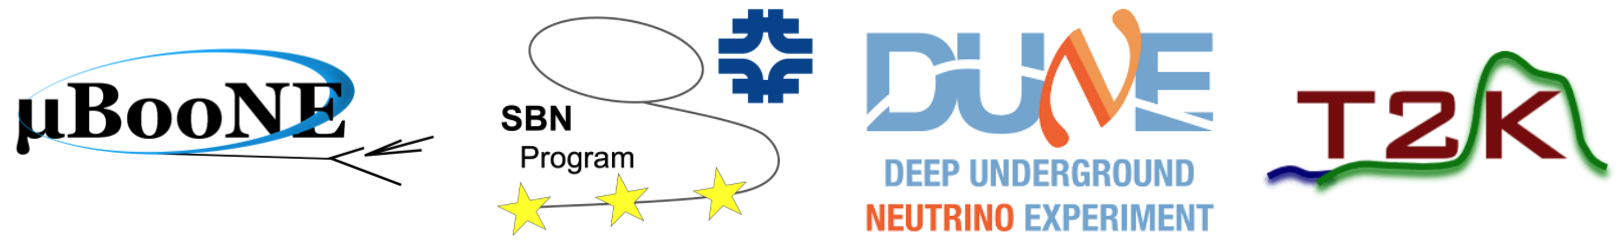 µBooNE
SBN
Program
DUNE
DEEP UNDERGROUND
NEUTRINO EXPERIMENT
T2K